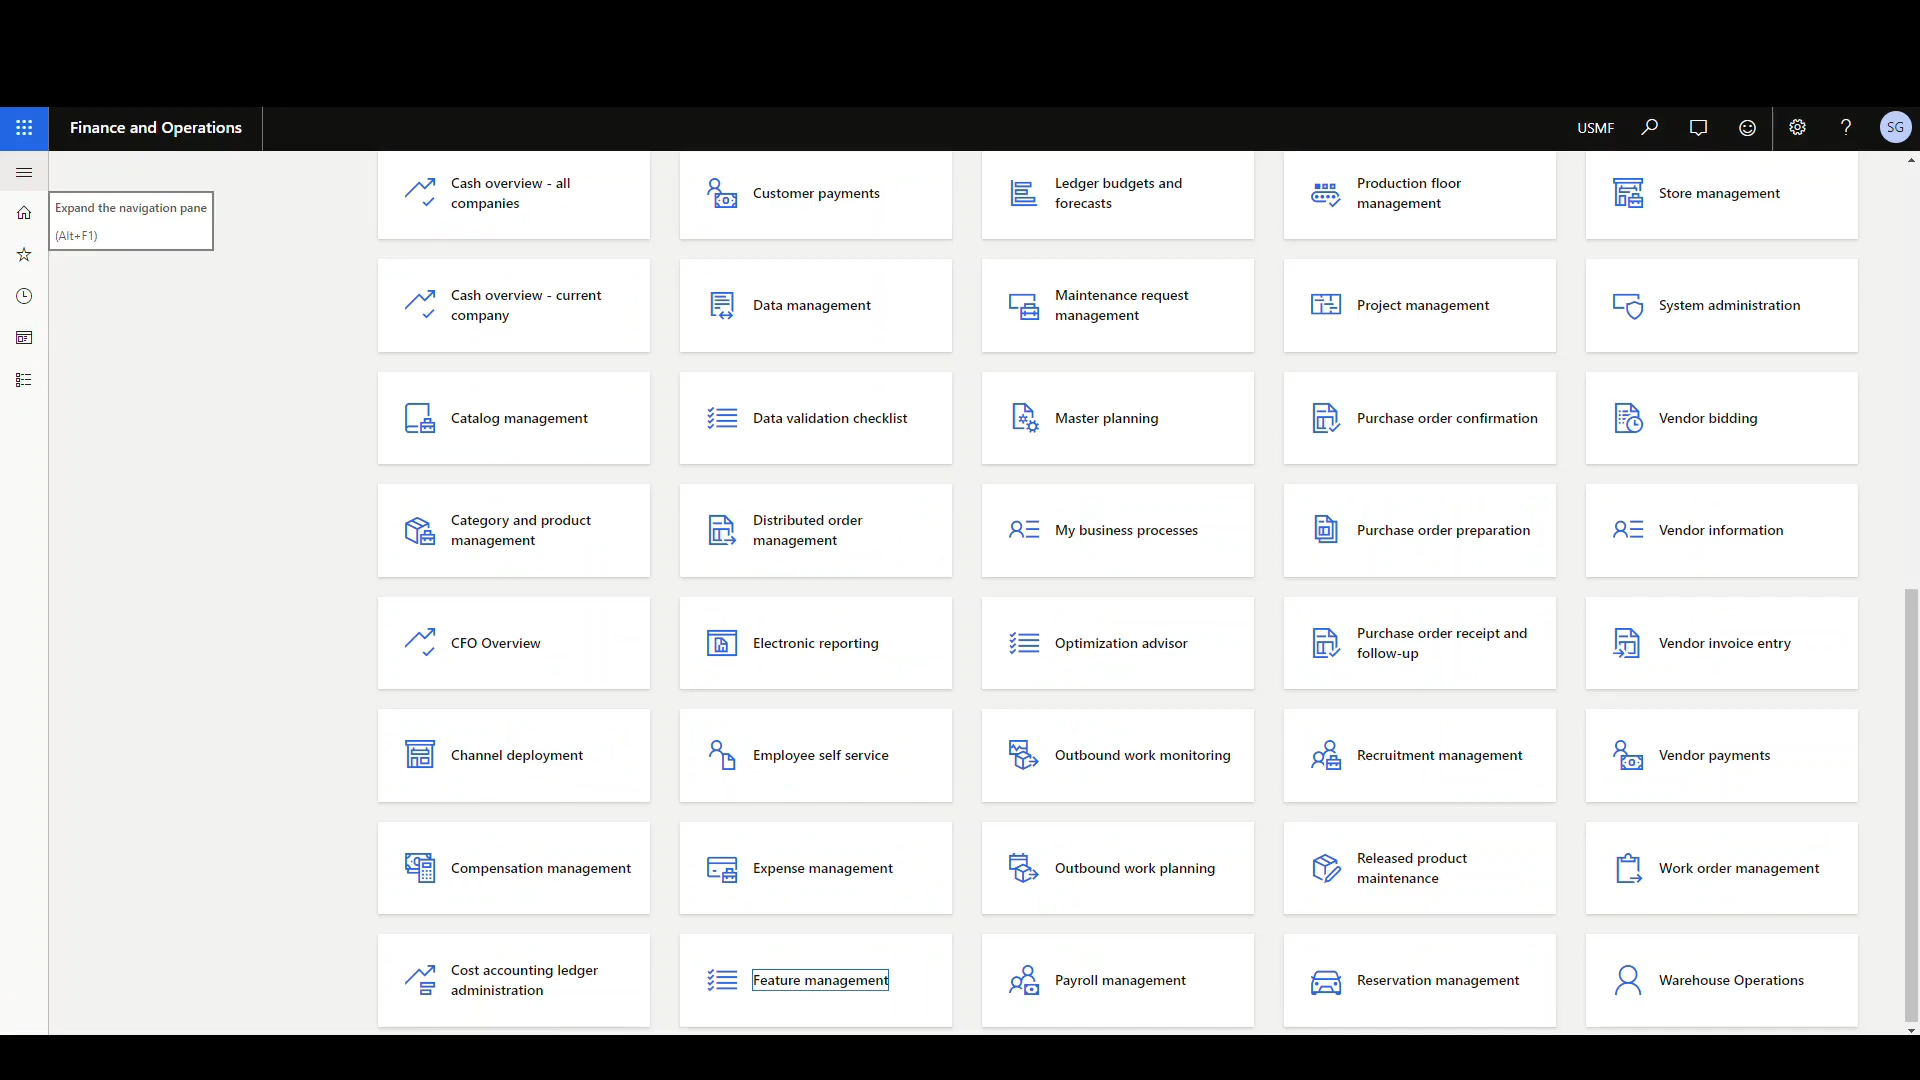 Finance and Operations
USMF
SG
Expand the navigation pane
(Alt+F1)
Cash overview - all
companies
Customer payments
Ledger budgets and
forecasts
Production floor
management
Store management
Cash overview - current
company
Data management
Maintenance request
management
Project management
System administration
Catalog management
Data validation checklist
Master planning
Purchase order confirmation
Vendor bidding
Category and product
management
Distributed order
management
My business processes
Purchase order preparation
Vendor information
CFO Overview
Electronic reporting
Optimization advisor
Purchase order receipt and
follow-up
Vendor invoice entry
Channel deployment
Employee self service
Outbound work monitoring
Recruitment management
Vendor payments
Compensation management
Expense management
Outbound work planning
Released product
maintenance
Work order management
Cost accounting ledger
administration
Feature management
Payroll management
Reservation management
Warehouse Operations